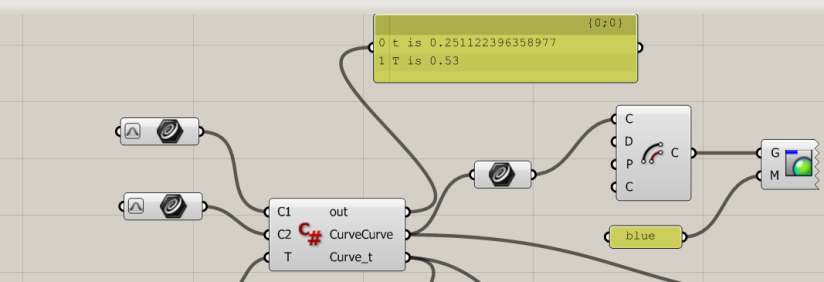 {0;0}
0 t is 0.251122396358977
1 T is 0.53
C
D
P
C
C
G
M
blue
C1
C2
T
C#
out
CurveCurve
Curve_t